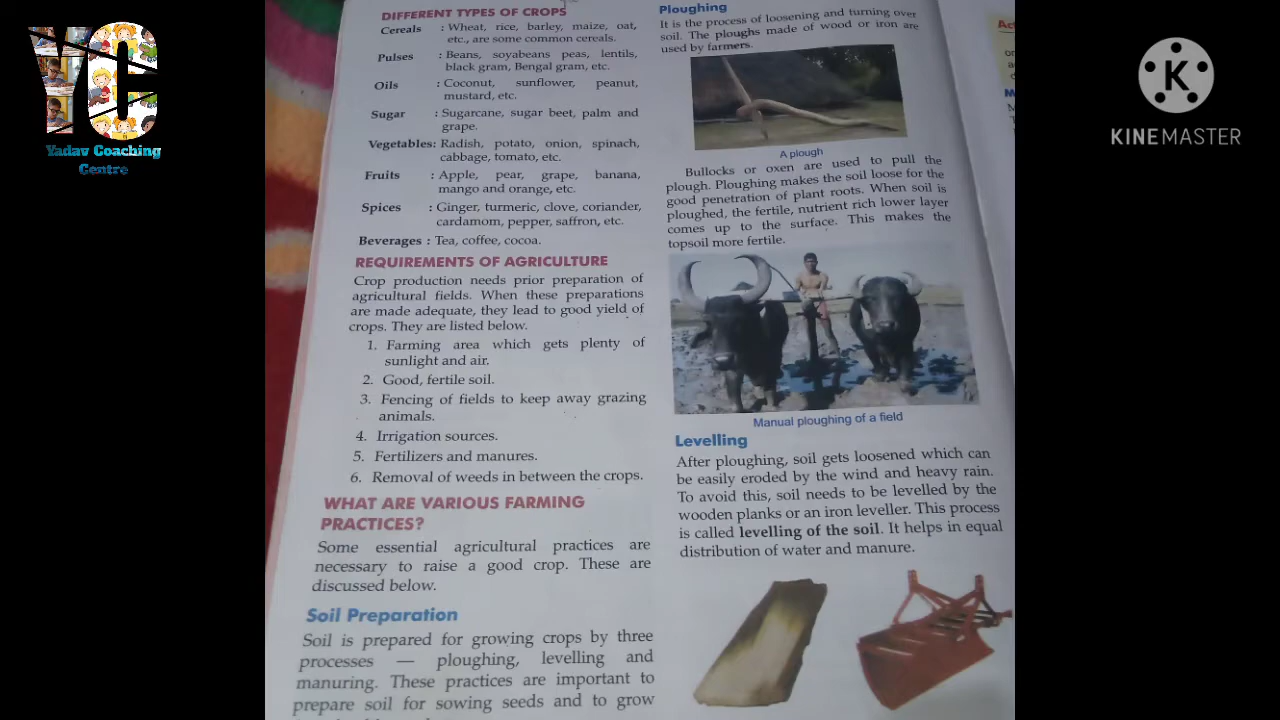 Yadav Coaching
Centre
DIFFERENT TYPES OF CROPS
Cereals : Wheat, rice, barley, maize, oat,
etc., are some common cereals.
Pulses : Beans, soyabeans peas, lentils,
black gram, Bengal gram, etc.
Oils : Coconut, sunflower, peanut,
mustard, etc.
Sugar : Sugarcane, sugar beet, palm and
grape.
Vegetables: Radish, potato, onion, spinach,
cabbage, tomato, etc.
Fruits : Apple, pear, grape, banana,
mango and orange, etc.
Spices : Ginger, turmeric, clove, coriander,
cardamom, pepper, saffron, etc.
Beverages : Tea, coffee, cocoa.
REQUIREMENTS OF AGRICULTURE
Crop production needs prior preparation of
agricultural fields. When these preparations
are made adequate, they lead to good yield of
crops. They are listed below.
1. Farming area which gets plenty of
sunlight and air.
2. Good, fertile soil.
3. Fencing of fields to keep away grazing
animals.
4. Irrigation sources.
5. Fertilizers and manures.
6. Removal of weeds in between the crops.
WHAT ARE VARIOUS FARMING
PRACTICES?
Some essential agricultural practices are
necessary to raise a good crop. These are
discussed below.
Soil Preparation
Soil is prepared for growing crops by three
processes — ploughing, levelling and
manuring. These practices are important to
prepare soil for sowing seeds and to grow
Ploughing
It is the process of loosening and turning over
soil. The ploughs made of wood or iron are
used by farmers.
A plough
Bullocks or oxen are used to pull the
plough. Ploughing makes the soil loose for the
good penetration of plant roots. When soil is
ploughed, the fertile, nutrient rich lower layer
comes up to the surface. This makes the
topsoil more fertile.
Manual ploughing of a field
Levelling
After ploughing, soil gets loosened which can
be easily eroded by the wind and heavy rain.
To avoid this, soil needs to be levelled by the
wooden planks or an iron leveller. This process
is called levelling of the soil. It helps in equal
distribution of water and manure.
K
KINEMASTER